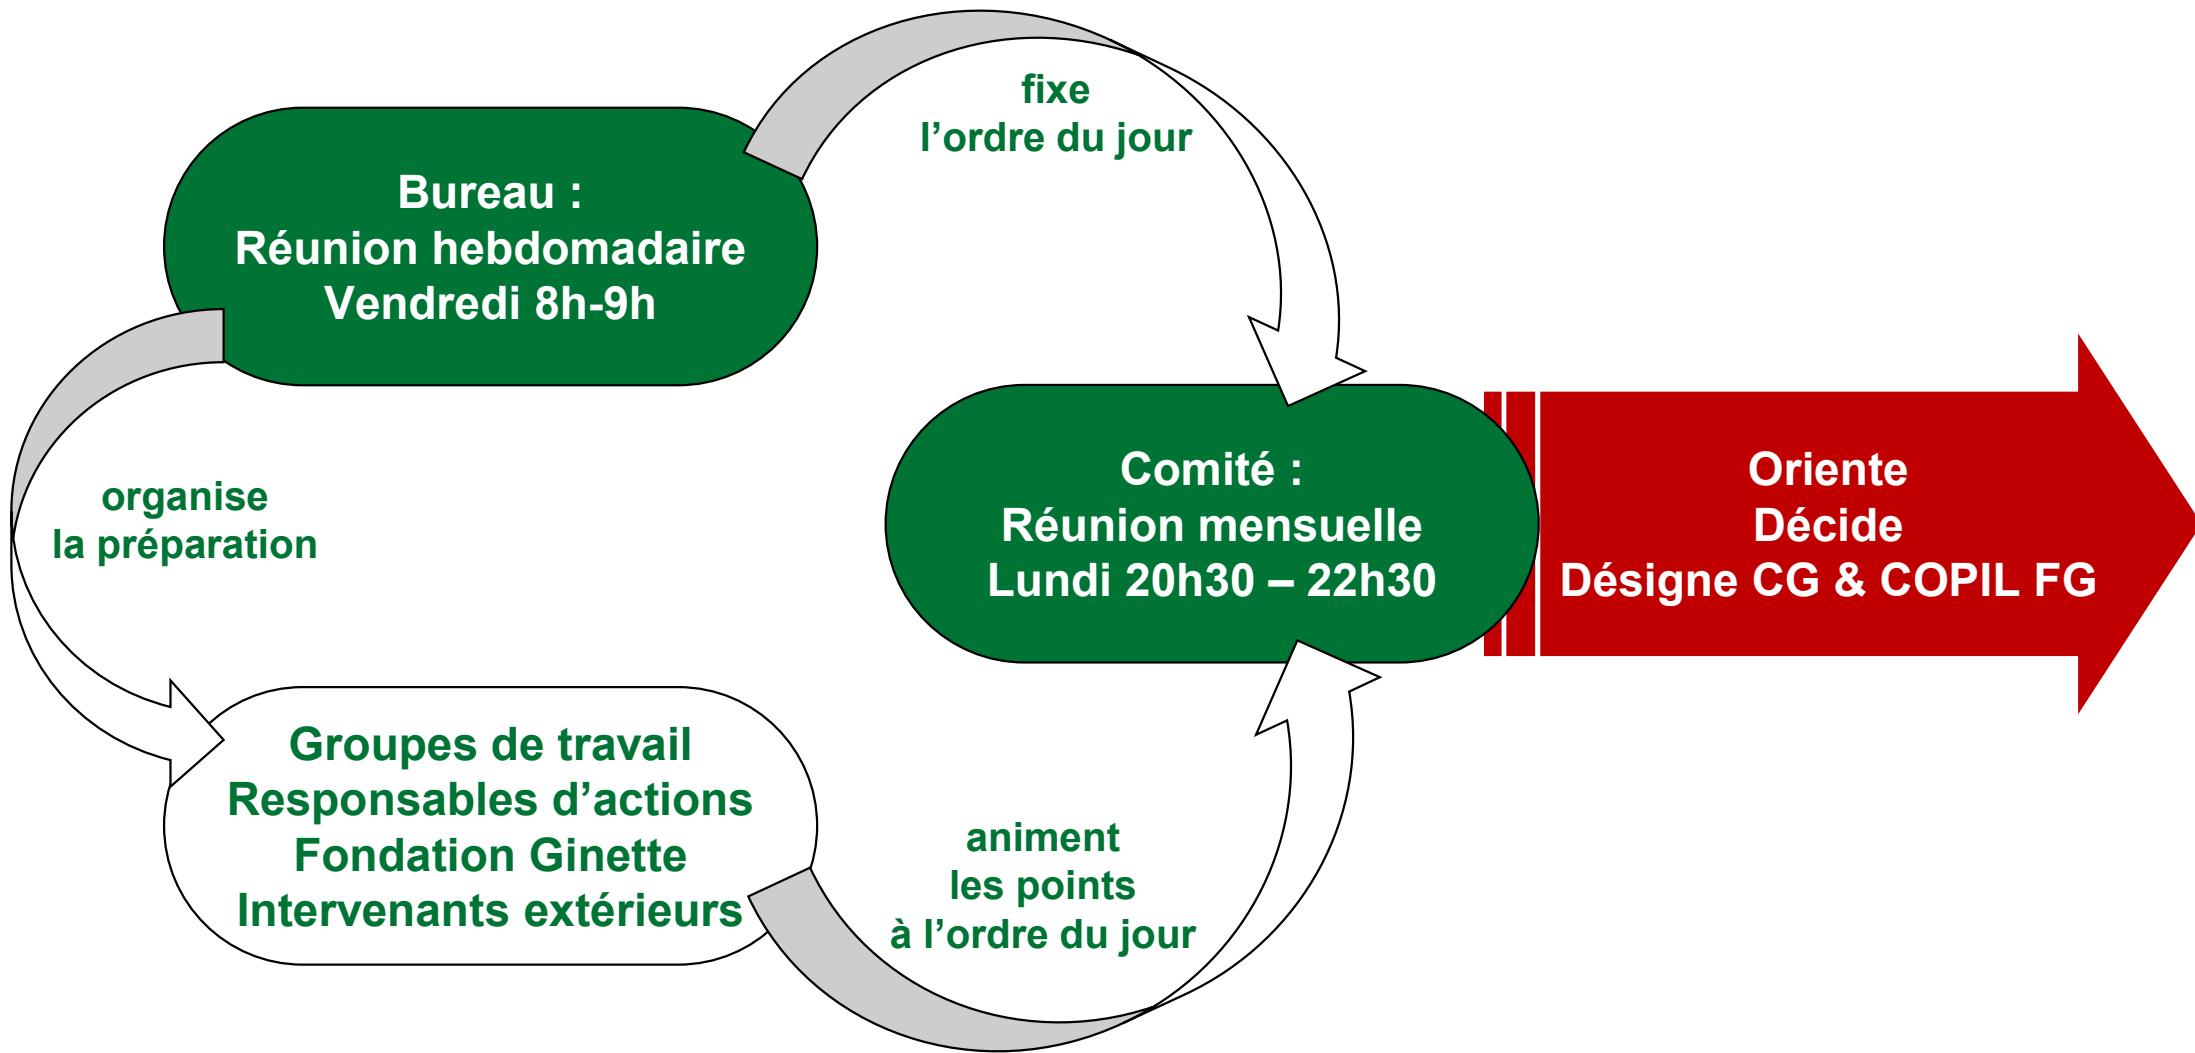 fixe
l’ordre du jour
Bureau :
Réunion hebdomadaire
Vendredi 8h-9h
organise
la préparation
Comité :
Réunion mensuelle
Lundi 20h30 – 22h30
Oriente
Décide
Désigne CG & COPIL FG
Groupes de travail
Responsables d’actions
Fondation Ginette
Intervenants extérieurs
animent
les points
à l’ordre du jour